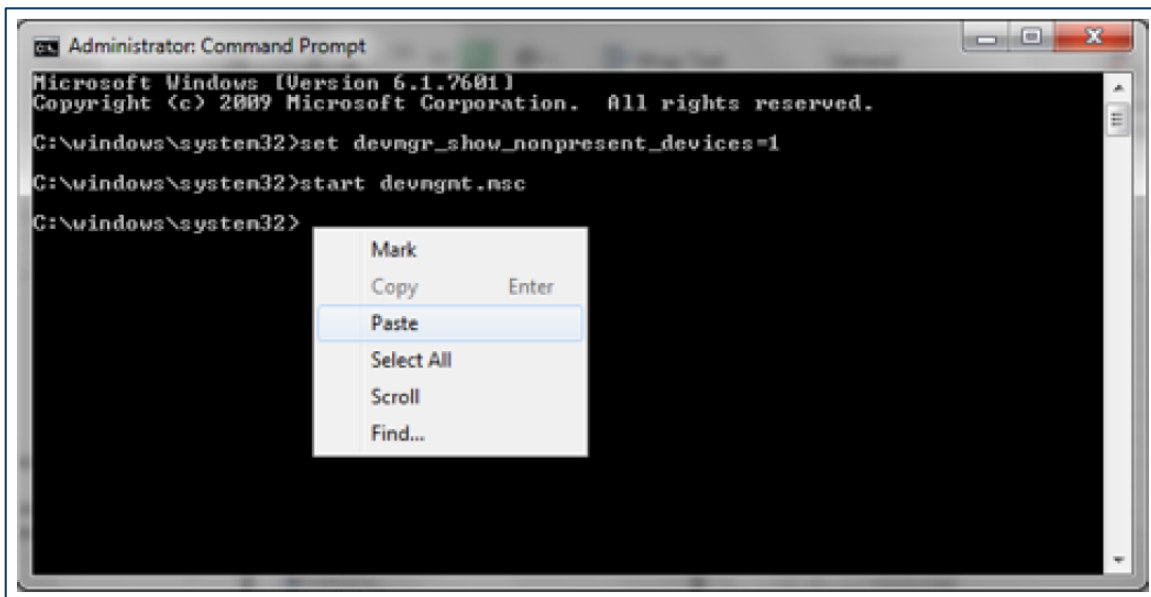 Administrator: Command Prompt
Microsoft Windows [Version 6.1.7601]
Copyright (c) 2009 Microsoft Corporation.  All rights reserved.
C:\windows\system32>set devmgr_show_nonpresent_devices=1
C:\windows\system32>start devmgmt.msc
C:\windows\system32>
Mark
Copy Enter
Paste
Select All
Scroll
Find...